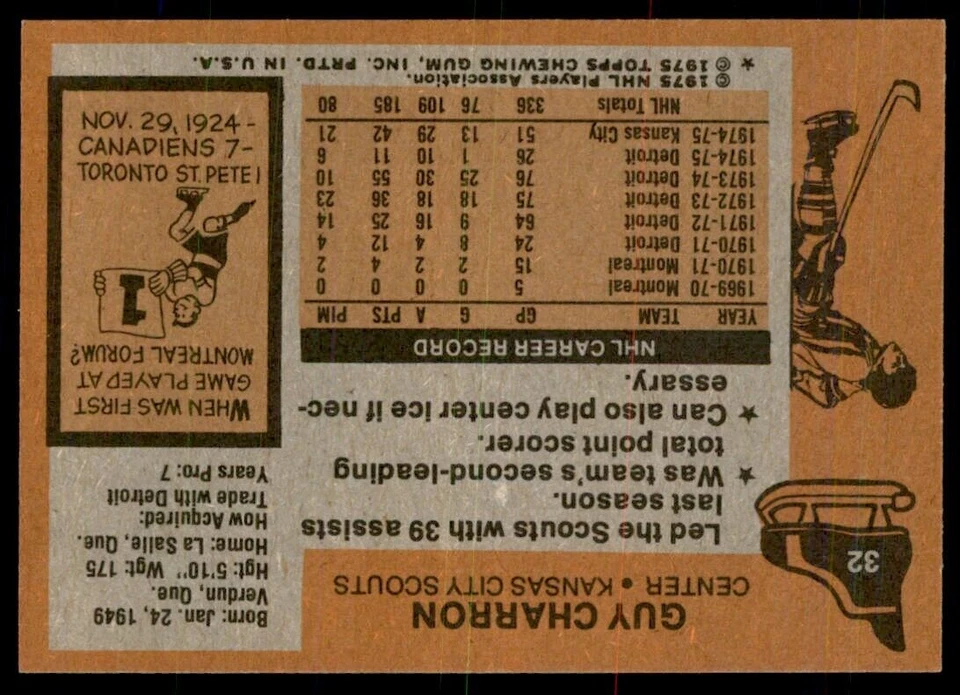 32
GUY CHARRON
CENTER • KANSAS CITY SCOUTS
Led the Scouts with 39 assists
last season.
★ Was team's second-leading
total point scorer.
★ Can also play center ice if nec-
essary.
NHL CAREER RECORD
YEAR TEAM GP G A PTS PIM
1969-70 Montreal 5 0 0 0 0
1970-71 Montreal 15 2 2 4 2
1970-71 Detroit 24 8 4 12 4
1971-72 Detroit 64 9 16 25 14
1972-73 Detroit 75 18 18 36 23
1973-74 Detroit 76 25 30 55 10
1974-75 Detroit 26 1 10 11 6
1974-75 Kansas City 51 13 29 42 21
NHL Totals 336 76 109 185 80
© 1975 NHL Players Association.
★ © 1975 TOPPS CHEWING GUM, INC. PRTD. IN U.S.A.
Born: Jan. 24, 1949
Verdun, Que.
Hgt: 5'10" Wgt: 175
Home: La Salle, Que.
How Acquired:
Trade with Detroit
Years Pro: 7
WHEN WAS FIRST
GAME PLAYED AT
MONTREAL FORUM?
1
NOV. 29, 1924 -
CANADIENS 7-
TORONTO ST. PETE 1